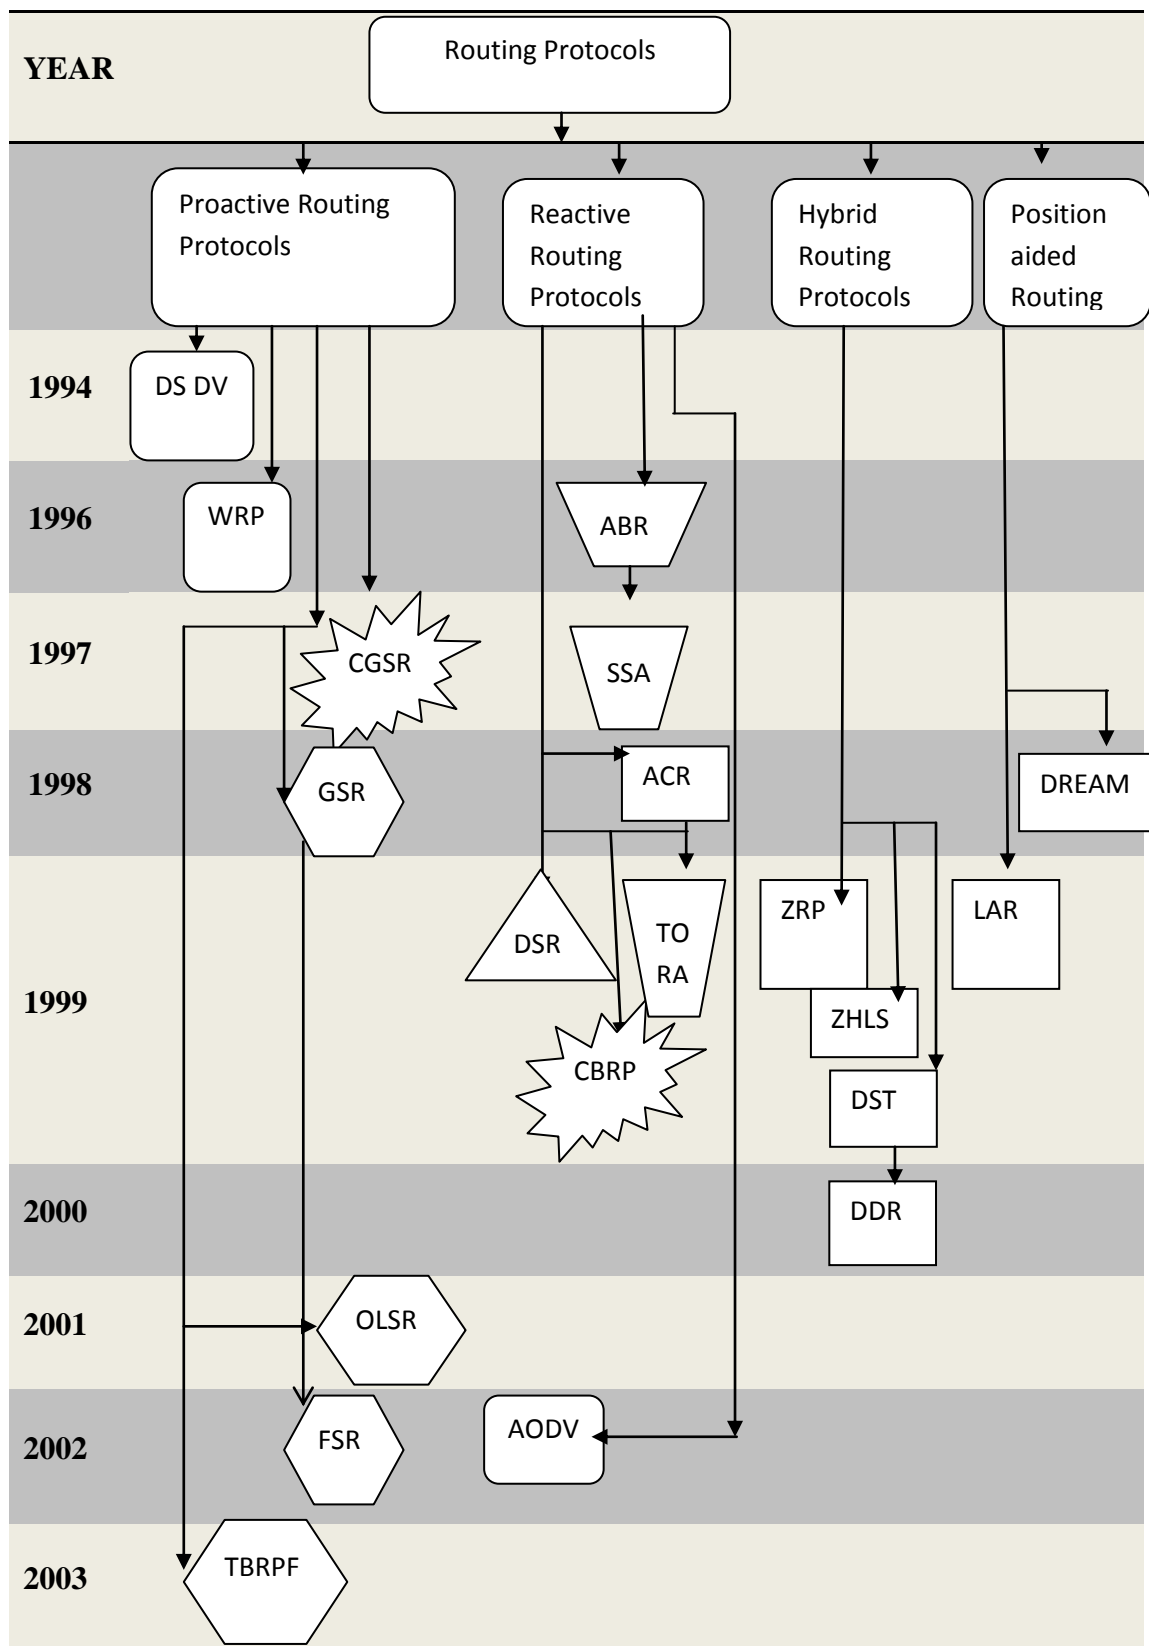 Routing Protocols
YEAR
Proactive Routing
Protocols
Reactive
Routing
Protocols
Hybrid
Routing
Protocols
Position
aided
Routing
1994
DS DV
1996
WRP
ABR
1997
CGSR
SSA
1998
GSR
ACR
DREAM
1999
DSR
TO
RA
ZRP
LAR
ZHLS
CBRP
DST
2000
DDR
2001
OLSR
2002
FSR
AODV
2003
TBRPF